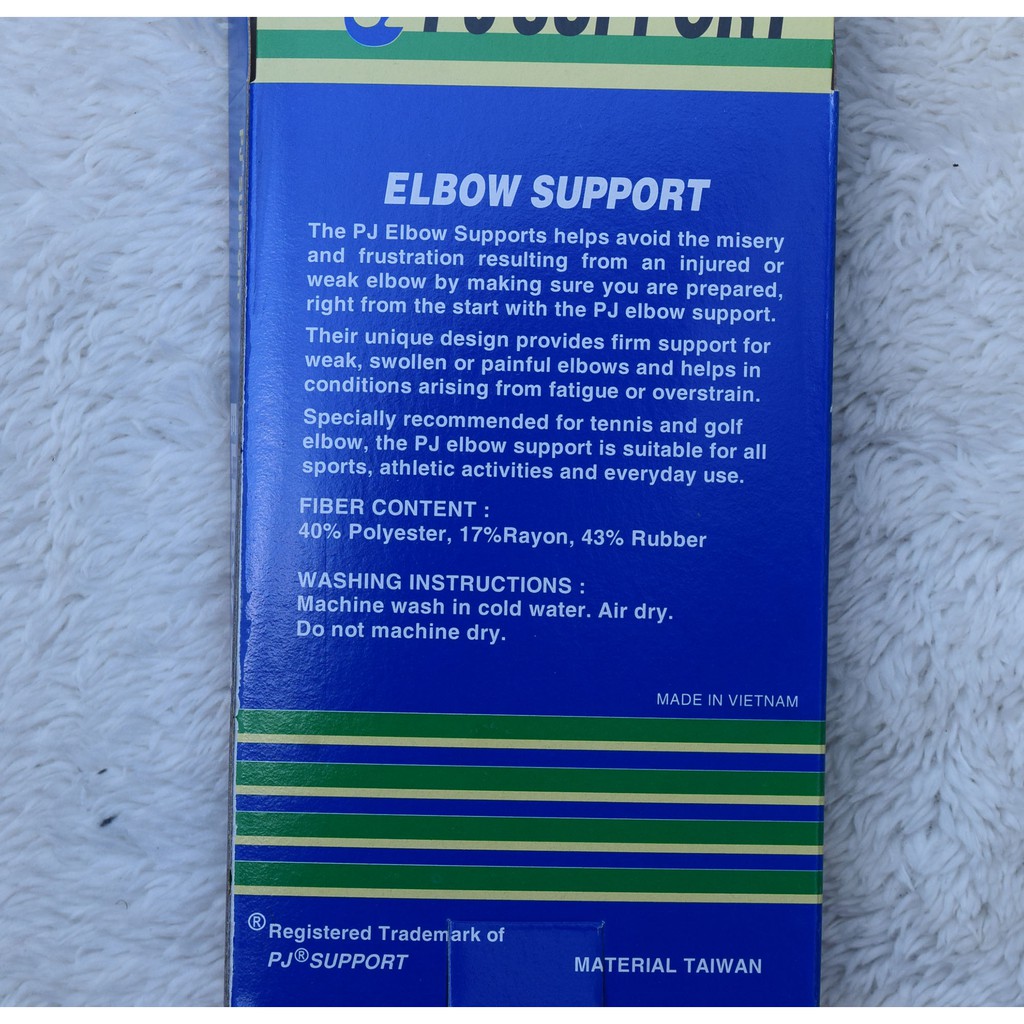 PJ SUPPORT
ELBOW SUPPORT
The PJ Elbow Supports helps avoid the misery
and frustration resulting from an injured or
weak elbow by making sure you are prepared,
right from the start with the PJ elbow support.
Their unique design provides firm support for
weak, swollen or painful elbows and helps in
conditions arising from fatigue or overstrain.
Specially recommended for tennis and golf
elbow, the PJ elbow support is suitable for all
sports, athletic activities and everyday use.
FIBER CONTENT :
40% Polyester, 17%Rayon, 43% Rubber
WASHING INSTRUCTIONS :
Machine wash in cold water. Air dry.
Do not machine dry.
MADE IN VIETNAM
® Registered Trademark of
PJ® SUPPORT
MATERIAL TAIWAN